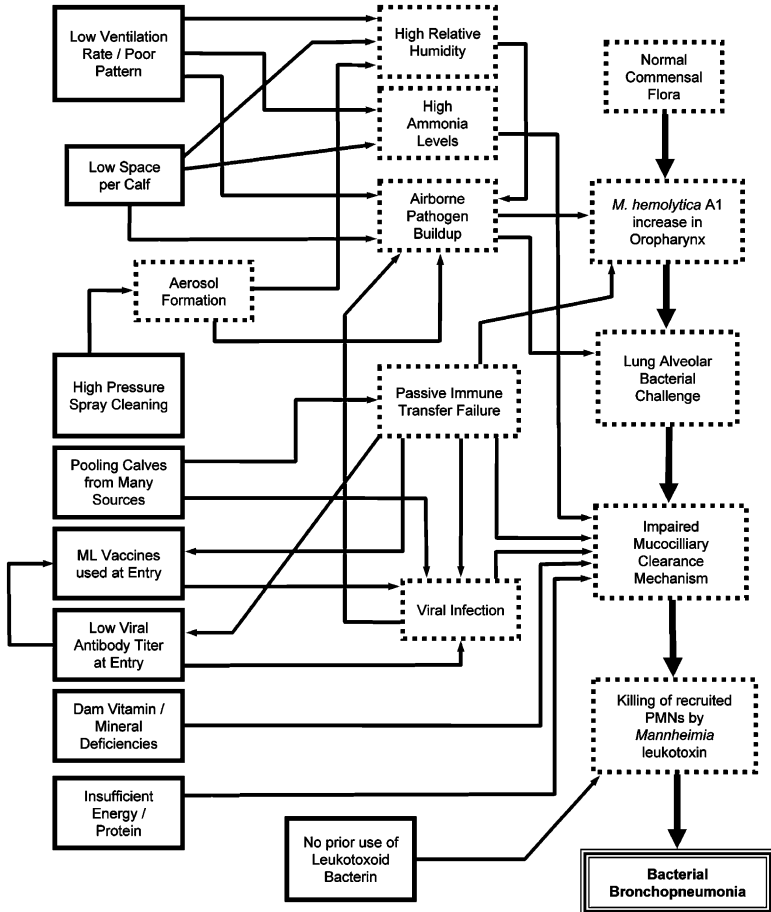 Low Ventilation
Rate / Poor
Pattern
High Relative
Humidity
Normal
Commensal
Flora
High
Ammonia
Levels
Low Space
per Calf
Airborne
Pathogen
Buildup
M. hemolytica A1
increase in
Oropharynx
Aerosol
Formation
High Pressure
Spray Cleaning
Passive Immune
Transfer Failure
Lung Alveolar
Bacterial
Challenge
Pooling Calves
from Many
Sources
ML Vaccines
used at Entry
Impaired
Mucocilliary
Clearance
Mechanism
Viral Infection
Low Viral
Antibody Titer
at Entry
Dam Vitamin /
Mineral
Deficiencies
Killing of recruited
PMNs by
Mannheimia
leukotoxin
Insufficient
Energy /
Protein
No prior use of
Leukotoxoid
Bacterin
Bacterial
Bronchopneumonia